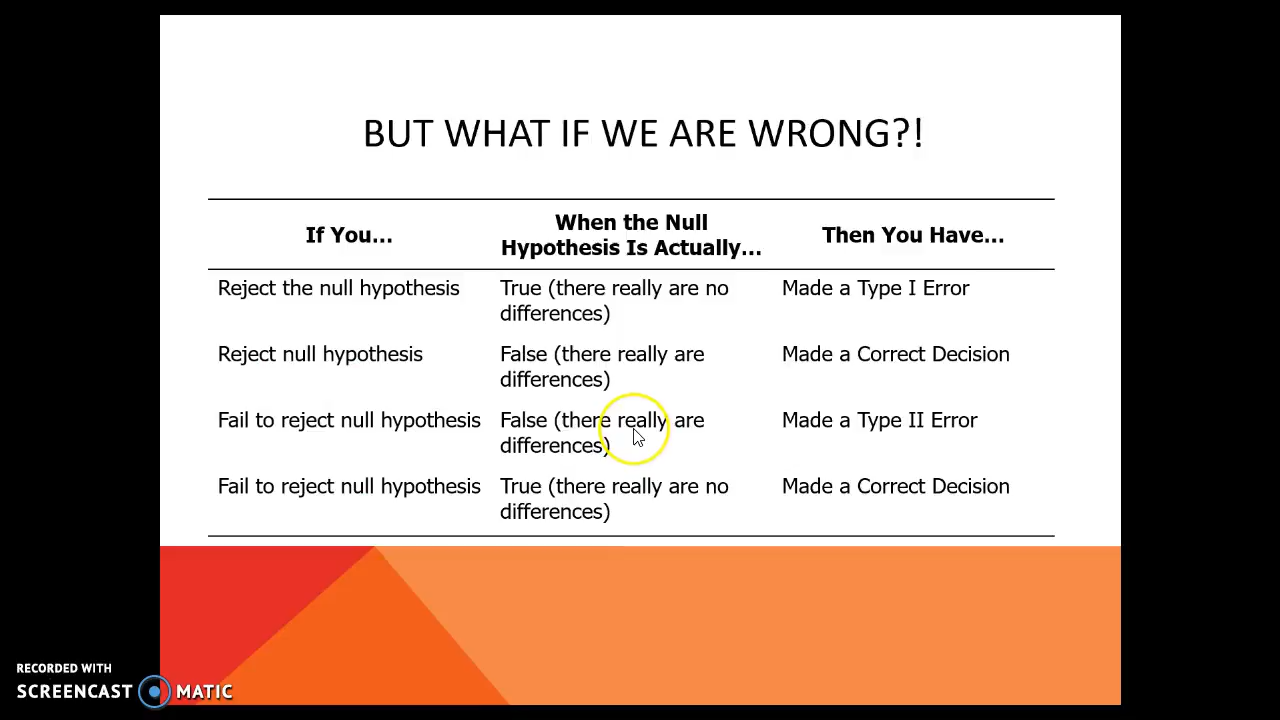 BUT WHAT IF WE ARE WRONG?!
If You...
When the Null
Hypothesis Is Actually...
Then You Have...
Reject the null hypothesis
True (there really are no
differences)
Made a Type I Error
Reject null hypothesis
False (there really are
differences)
Made a Correct Decision
Fail to reject null hypothesis
False (there really are
differences)
Made a Type II Error
Fail to reject null hypothesis
True (there really are no
differences)
Made a Correct Decision
RECORDED WITH
SCREENCAST MATIC